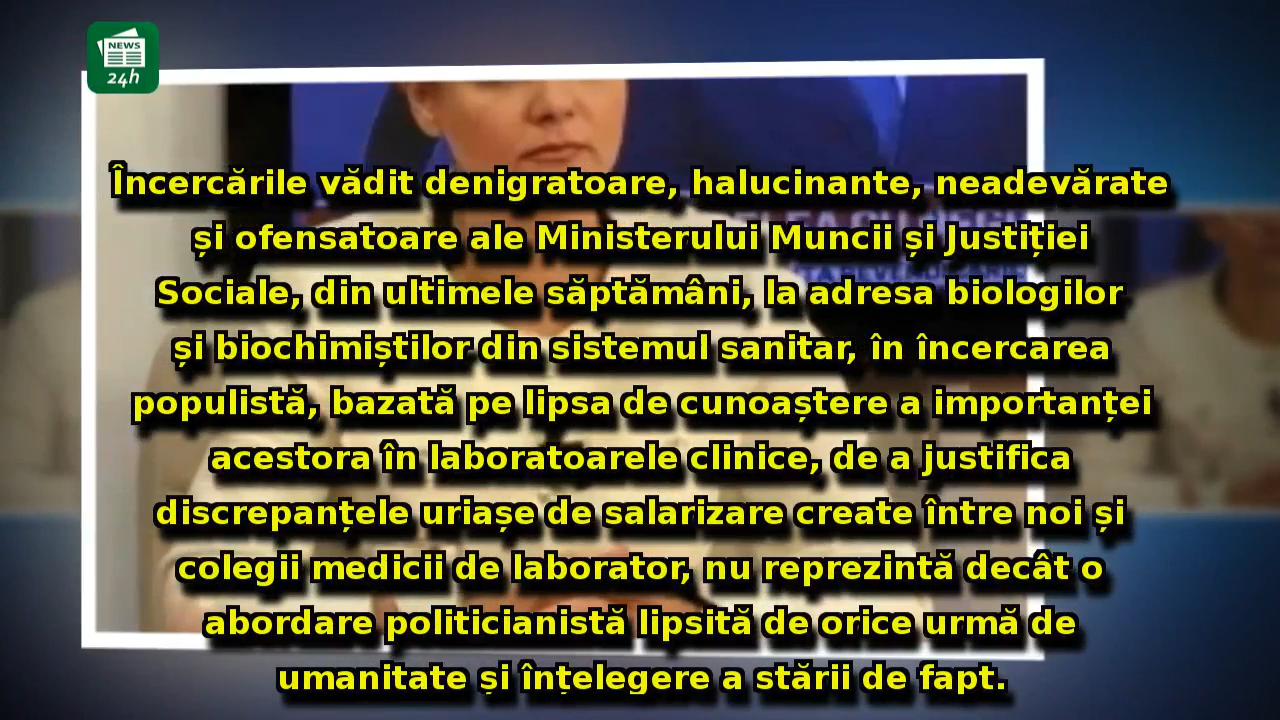 NEWS
24h
Încercările vădit denigratoare, halucinante, neadevărate
și ofensatoare ale Ministerului Muncii și Justiției
Sociale, din ultimele săptămâni, la adresa biologilor
și biochimiștilor din sistemul sanitar, în încercarea
populistă, bazată pe lipsa de cunoaștere a importanței
acestora în laboratoarele clinice, de a justifica
discrepanțele uriașe de salarizare create între noi și
colegii medicii de laborator, nu reprezintă decât o
abordare politicianistă lipsită de orice urmă de
umanitate și înțelegere a stării de fapt.